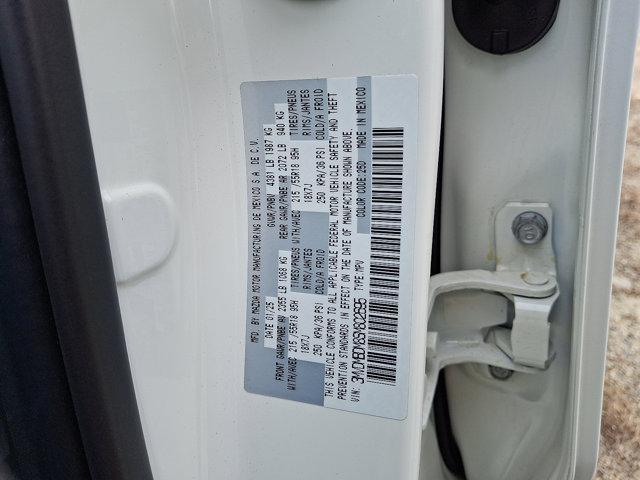 MFD. BY MAZDA MOTOR MANUFACTURING DE MEXICO S.A. DE C.V.
DATE 01/25 GVWR/PNBV 4381 LB 1987 KG
FRONT GAWR/PNBE AV 2355 LB 1068 KG REAR GAWR/PNBE AR 2072 LB 940 KG
WITH/AVEC 215/55R18 95H TIRES/PNEUS WITH/AVEC 215/55R18 95H TIRES/PNEUS
18X7J RIMS/JANTES 18X7J RIMS/JANTES
250 KPA/36 PSI COLD/A FROID 250 KPA/36 PSI COLD/A FROID
THIS VEHICLE CONFORMS TO ALL APPLICABLE FEDERAL MOTOR VEHICLE SAFETY AND THEFT
PREVENTION STANDARDS IN EFFECT ON THE DATE OF MANUFACTURE SHOWN ABOVE.
VIN: TYPE:MPV COLOR CODE:25D MADE IN MEXICO